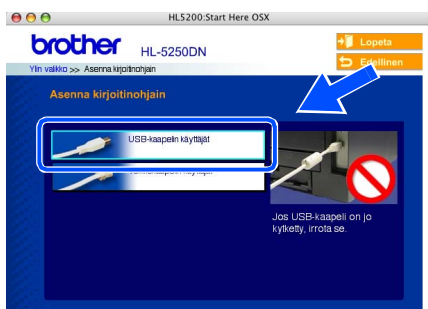 HL5200:Start Here OSX
brother HL-5250DN
Lopeta
Edellinen
Ylin valikko >> Asenna kirjoitinohjain
Asenna kirjoitinohjain
USB-kaapelin käyttäjät
Jos USB-kaapeli on jo
kytketty, irrota se.